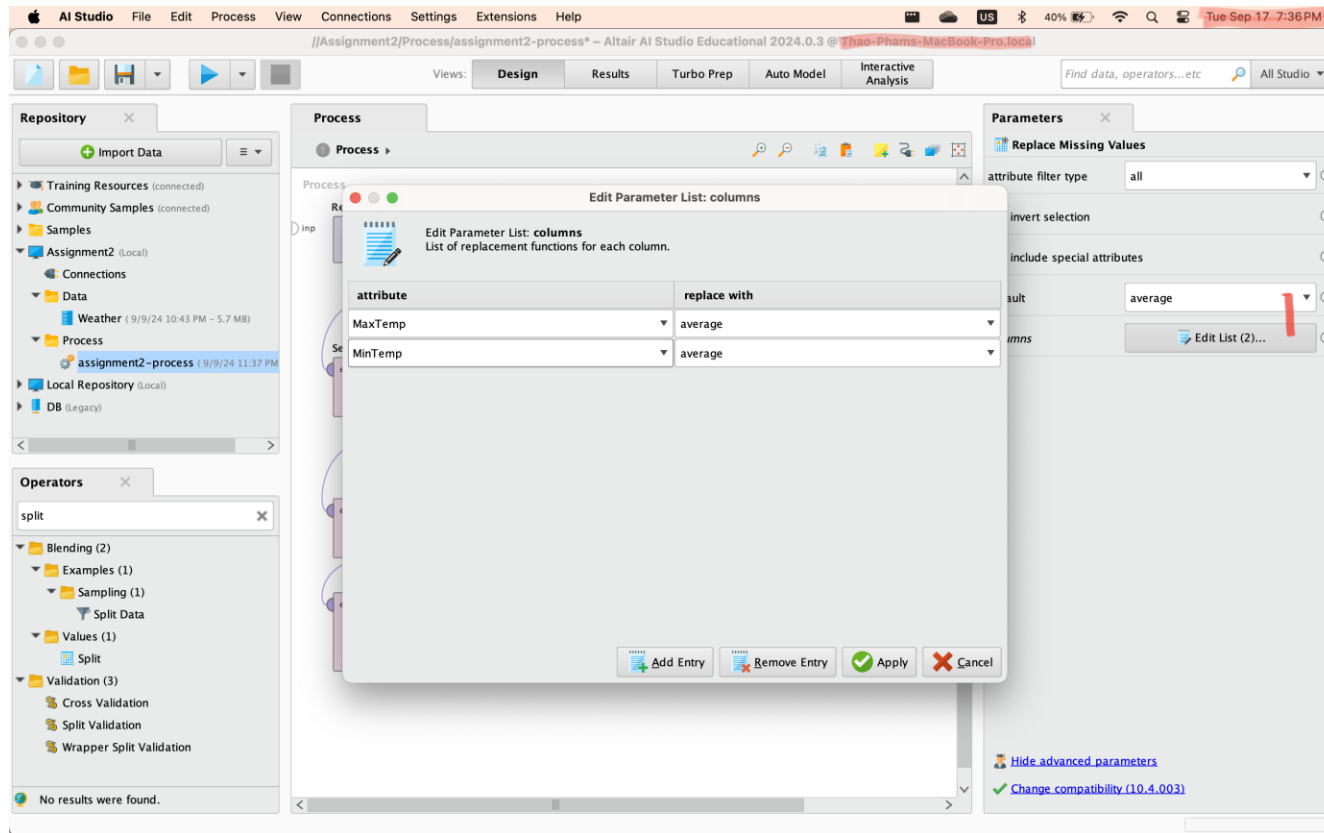 AI Studio File Edit Process View Connections Settings Extensions Help US 40% Tue Sep 17 7:36 PM
//Assignment2/Process/assignment2-process* – Altair AI Studio Educational 2024.0.3 @ Thao-Phams-MacBook-Pro.local
Views: Design Results Turbo Prep Auto Model Interactive Analysis Find data, operators...etc All Studio
Repository
Import Data
Training Resources (connected)
Community Samples (connected)
Samples
Assignment2 (Local)
Connections
Data
Weather ( 9/9/24 10:43 PM – 5.7 MB)
Process
assignment2-process ( 9/9/24 11:37 PM
Local Repository (Local)
DB (Legacy)
Operators
split
Blending (2)
Examples (1)
Sampling (1)
Split Data
Values (1)
Split
Validation (3)
Cross Validation
Split Validation
Wrapper Split Validation
No results were found.
Process
Process
Process
Re
inp
Se
Edit Parameter List: columns
Edit Parameter List: columns
List of replacement functions for each column.
attribute replace with
MaxTemp average
MinTemp average
Add Entry Remove Entry Apply Cancel
Parameters
Replace Missing Values
attribute filter type all
invert selection
include special attributes
ault average
umns Edit List (2)...
Hide advanced parameters
Change compatibility (10.4.003)